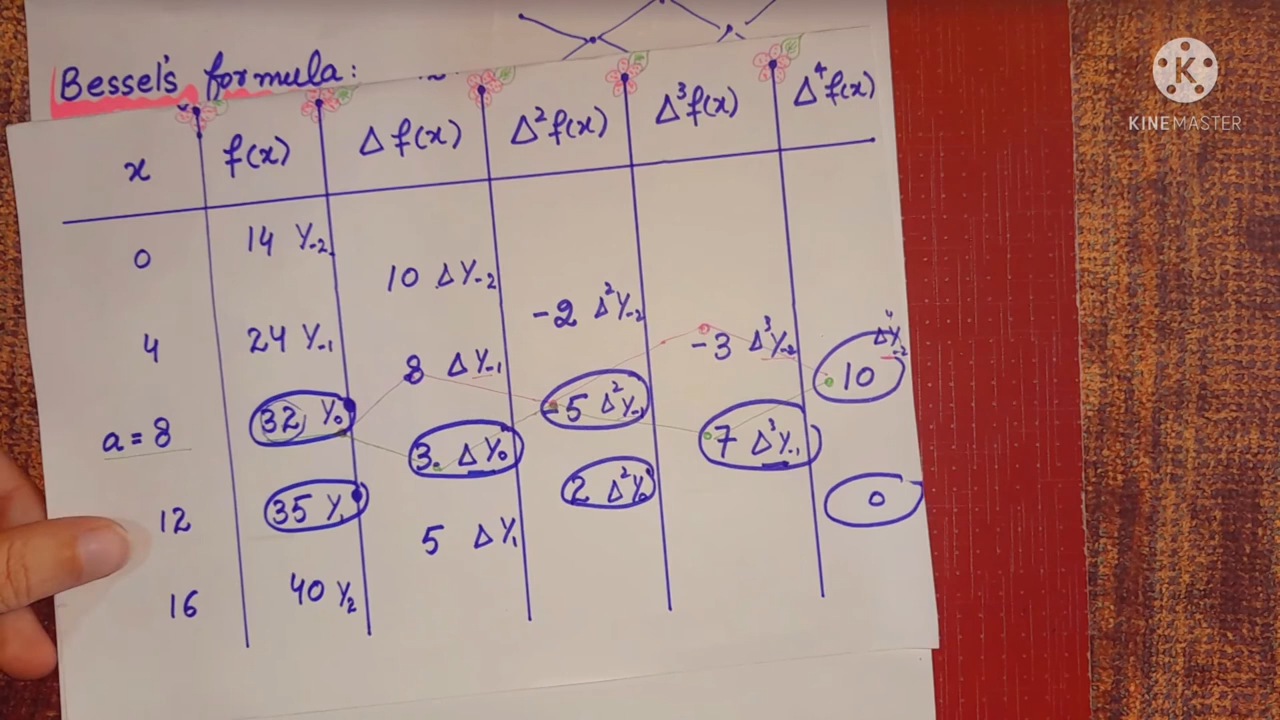 Bessel's formula:
x f(x) Δf(x) Δ²f(x) Δ³f(x) Δ⁴f(x)
0 14 Y₋₂
10 ΔY₋₂
-2 Δ²Y₋₂
4 24 Y₋₁
8 ΔY₋₁
-3 Δ³Y₋₂
a = 8 32 Y₀
-5 Δ²Y₋₁
10 Δ⁴Y₋₂
3 ΔY₀
7 Δ³Y₋₁
12 35 Y₁
2 Δ²Y₀
0
5 ΔY₁
16 40 Y₂
K
KINEMASTER